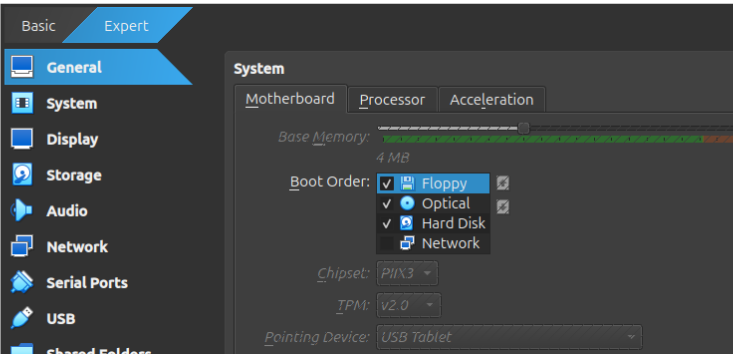 Basic Expert
General
System
Display
Storage
Audio
Network
Serial Ports
USB
Shared Folders
System
Motherboard Processor Acceleration
Base Memory:
4 MB
Boot Order:
Floppy
Optical
Hard Disk
Network
Chipset: PIIX3
TPM: v2.0
Pointing Device: USB Tablet